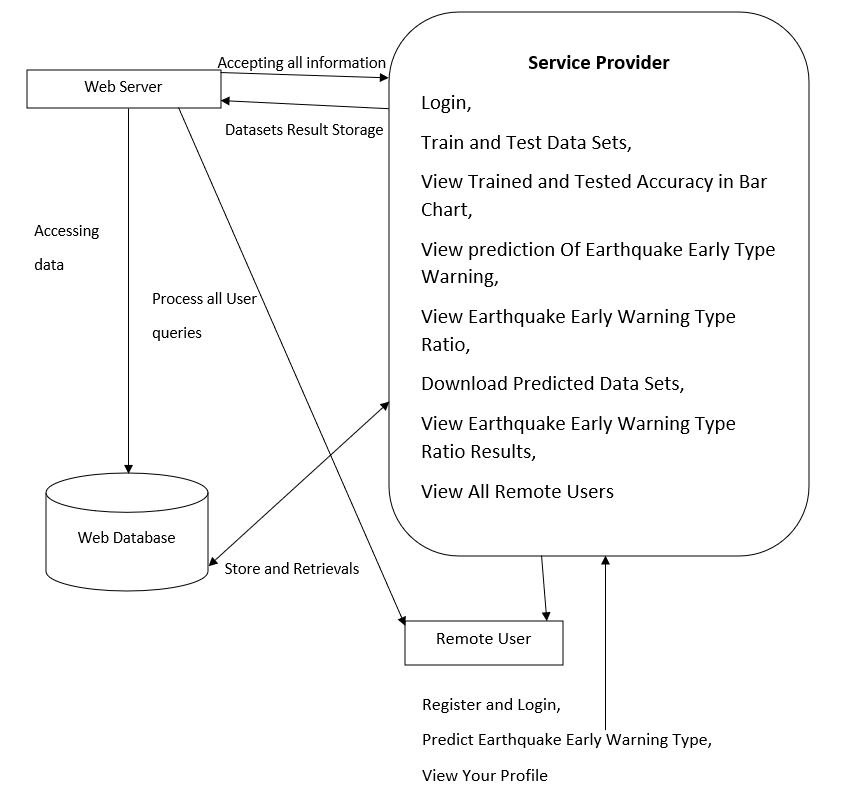 Accepting all information
Web Server
Datasets Result Storage
Service Provider
Login,
Train and Test Data Sets,
View Trained and Tested Accuracy in Bar
Chart,
View prediction Of Earthquake Early Type
Warning,
View Earthquake Early Warning Type
Ratio,
Download Predicted Data Sets,
View Earthquake Early Warning Type
Ratio Results,
View All Remote Users
Accessing
data
Process all User
queries
Web Database
Store and Retrievals
Remote User
Register and Login,
Predict Earthquake Early Warning Type,
View Your Profile